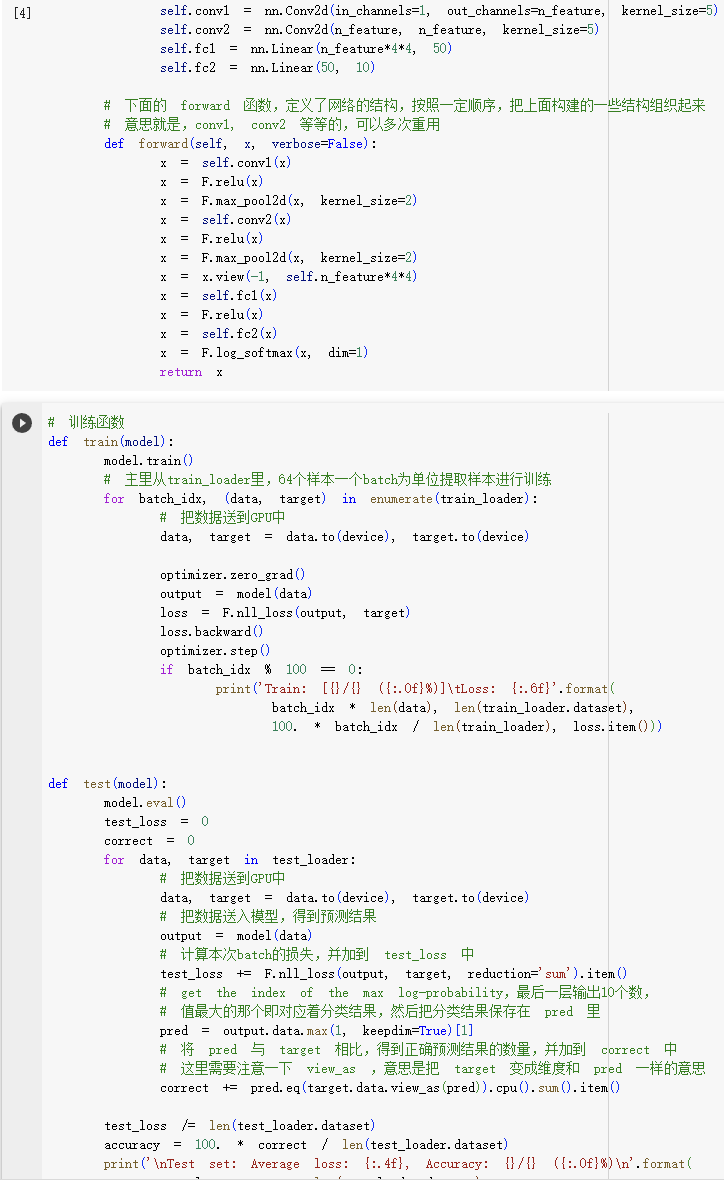 [4]
self.conv1 = nn.Conv2d(in_channels=1, out_channels=n_feature, kernel_size=5)
self.conv2 = nn.Conv2d(n_feature, n_feature, kernel_size=5)
self.fc1 = nn.Linear(n_feature*4*4, 50)
self.fc2 = nn.Linear(50, 10)
# 下面的 forward 函数，定义了网络的结构，按照一定顺序，把上面构建的一些结构组织起来
# 意思就是，conv1, conv2 等等的，可以多次重用
def forward(self, x, verbose=False):
x = self.conv1(x)
x = F.relu(x)
x = F.max_pool2d(x, kernel_size=2)
x = self.conv2(x)
x = F.relu(x)
x = F.max_pool2d(x, kernel_size=2)
x = x.view(-1, self.n_feature*4*4)
x = self.fc1(x)
x = F.relu(x)
x = self.fc2(x)
x = F.log_softmax(x, dim=1)
return x
# 训练函数
def train(model):
model.train()
# 主里从train_loader里，64个样本一个batch为单位提取样本进行训练
for batch_idx, (data, target) in enumerate(train_loader):
# 把数据送到GPU中
data, target = data.to(device), target.to(device)
optimizer.zero_grad()
output = model(data)
loss = F.nll_loss(output, target)
loss.backward()
optimizer.step()
if batch_idx % 100 == 0:
print('Train: [{}/{} ({:.0f}%)]\tLoss: {:.6f}'.format(
batch_idx * len(data), len(train_loader.dataset),
100. * batch_idx / len(train_loader), loss.item()))
def test(model):
model.eval()
test_loss = 0
correct = 0
for data, target in test_loader:
# 把数据送到GPU中
data, target = data.to(device), target.to(device)
# 把数据送入模型，得到预测结果
output = model(data)
# 计算本次batch的损失，并加到 test_loss 中
test_loss += F.nll_loss(output, target, reduction='sum').item()
# get the index of the max log-probability，最后一层输出10个数，
# 值最大的那个即对应着分类结果，然后把分类结果保存在 pred 里
pred = output.data.max(1, keepdim=True)[1]
# 将 pred 与 target 相比，得到正确预测结果的数量，并加到 correct 中
# 这里需要注意一下 view_as ，意思是把 target 变成维度和 pred 一样的意思
correct += pred.eq(target.data.view_as(pred)).cpu().sum().item()
test_loss /= len(test_loader.dataset)
accuracy = 100. * correct / len(test_loader.dataset)
print('\nTest set: Average loss: {:.4f}, Accuracy: {}/{} ({:.0f}%)\n'.format(